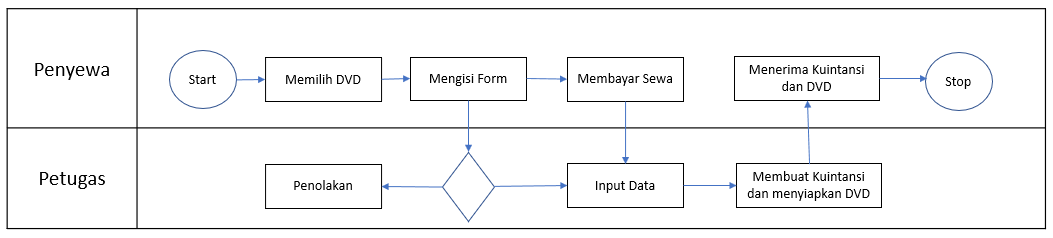 Penyewa
Start
Memilih DVD
Mengisi Form
Membayar Sewa
Menerima Kuintansi
dan DVD
Stop
Petugas
Penolakan
Input Data
Membuat Kuintansi
dan menyiapkan DVD